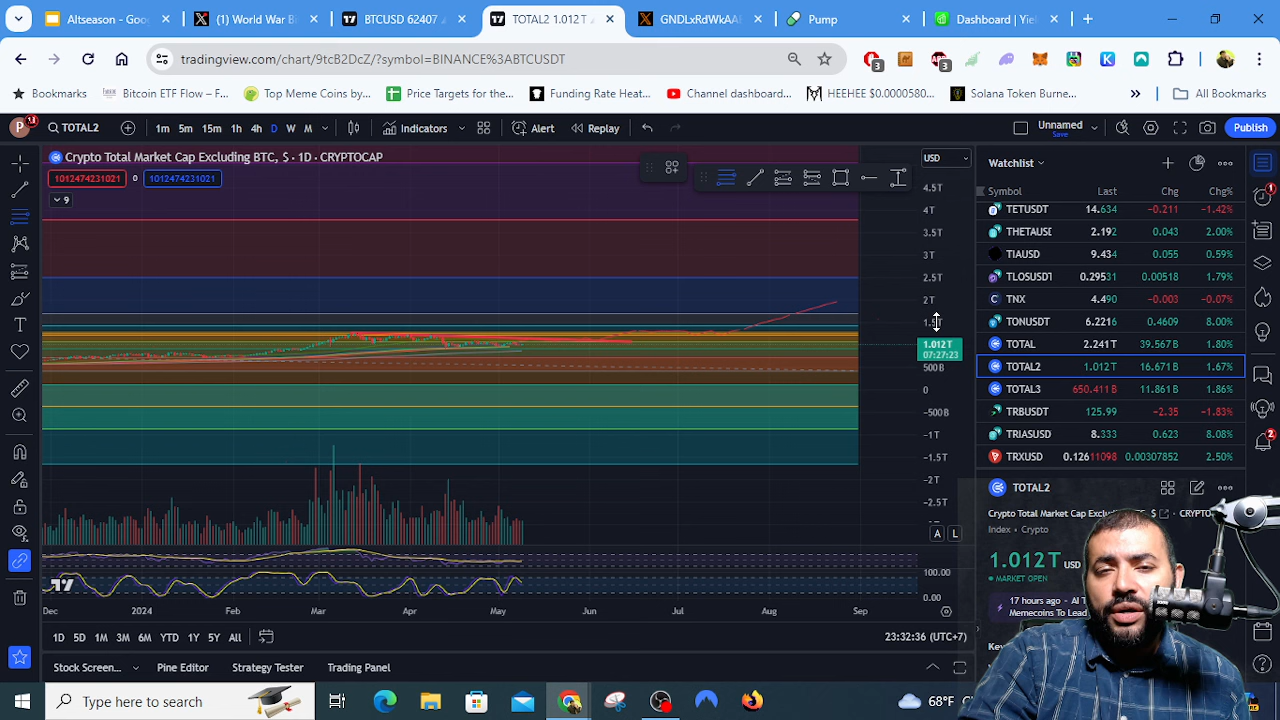 Altseason - Goo
(1) World War B
BTCUSD 62407
TOTAL2 1.012 T
GNDLxRdWkAA
Pump
Dashboard | Yiel
tradingview.com/chart/9tcB2DcZ/?symbol=BINANCE%3ABTCUSDT
Bookmarks
Bitcoin ETF Flow – F...
Top Meme Coins by...
Price Targets for the...
Funding Rate Heat...
Channel dashboard...
HEEHEE $0.0000580...
Solana Token Burne...
All Bookmarks
TOTAL2
1m 5m 15m 1h 4h D W M
Indicators
Alert
Replay
Unnamed
Save
Publish
Crypto Total Market Cap Excluding BTC, $ · 1D · CRYPTOCAP
1012474231021 0 1012474231021
9
USD
4.5T
4T
3.5T
3T
2.5T
2T
1.5T
1.012T
07:27:23
500B
0
-500B
-1T
-1.5T
-2T
-2.5T
A L
100.00
0.00
Dec 2024 Feb Mar Apr May Jun Jul Aug Sep
1D 5D 1M 3M 6M YTD 1Y 5Y All
23:32:36 (UTC+7)
Stock Screen... Pine Editor Strategy Tester Trading Panel
Watchlist
Symbol Last Chg Chg%
TETUSDT 14.634 -0.211 -1.42%
THETAUSD 2.192 0.043 2.00%
TIAUSD 9.434 0.055 0.59%
TLOSUSDT 0.29531 0.00518 1.79%
TNX 4.490 -0.003 -0.07%
TONUSDT 6.2216 0.4609 8.00%
TOTAL 2.241T 39.567B 1.80%
TOTAL2 1.012T 16.671B 1.67%
TOTAL3 650.411B 11.861B 1.86%
TRBUSDT 125.99 -2.35 -1.83%
TRIASUSD 8.333 0.623 8.08%
TRXUSD 0.12611098 0.00307852 2.50%
TOTAL2
Crypto Total Market Cap Exclu
Index • Crypto
1.012T USD
MARKET OPEN
17 hours ago - AI T
Memecoins To Lead
Type here to search
68°F